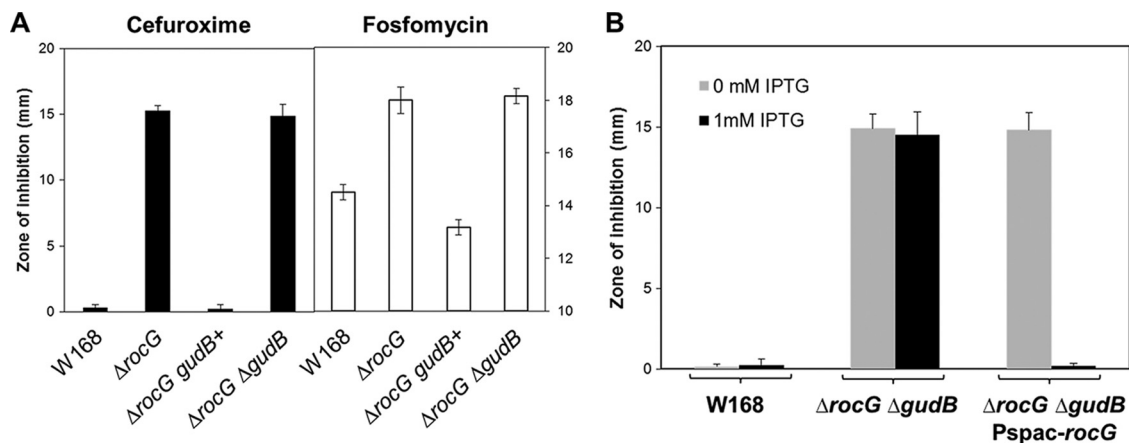 A
Cefuroxime
Fosfomycin
Zone of inhibition (mm)
20
15
10
5
0
20
18
16
14
12
10
W168
ΔrocG
ΔrocG gudB+
ΔrocG ΔgudB
W168
ΔrocG
ΔrocG gudB+
ΔrocG ΔgudB
B
Zone of inhibition (mm)
20
15
10
5
0
0 mM IPTG
1mM IPTG
W168
ΔrocG ΔgudB
ΔrocG ΔgudB
Pspac-rocG